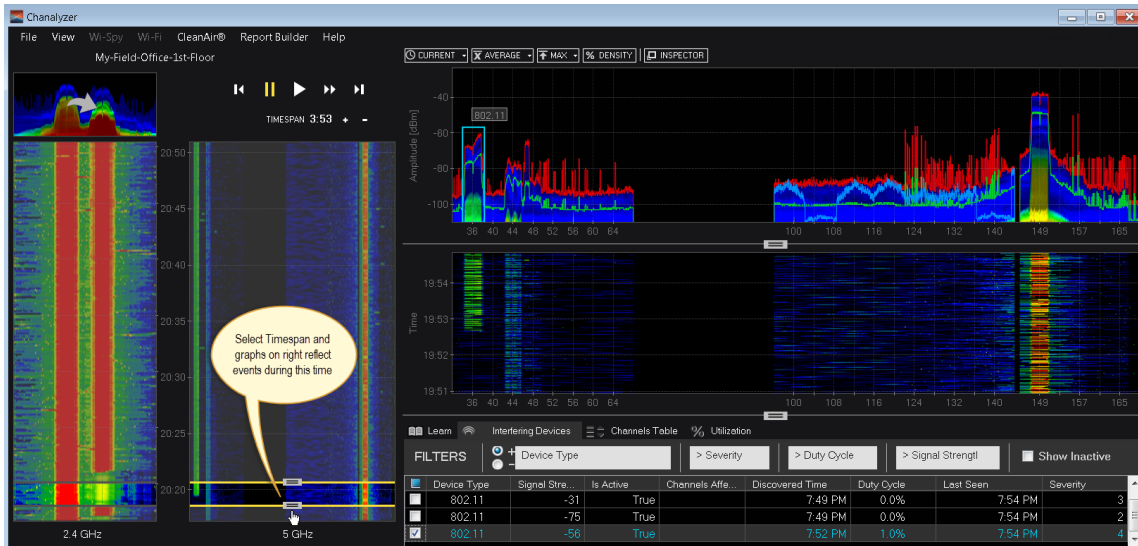 Chanalyzer
File View Wi-Spy Wi-Fi CleanAir® Report Builder Help
My-Field-Office-1st-Floor
TIMESPAN 3:53 + -
20:50
20:45
20:40
20:35
20:30
20:25
20:20
Select Timespan and
graphs on right reflect
events during this time
2.4 GHz
5 GHz
CURRENT AVERAGE MAX % DENSITY INSPECTOR
802.11
Amplitude [dBm]
-40
-60
-80
-100
36 40 44 48 52 56 60 64 100 108 116 124 132 140 149 157 165
Time
19:54
19:53
19:52
19:51
36 40 44 48 52 56 60 64 100 108 116 124 132 140 149 157 165
Learn Interfering Devices Channels Table % Utilization
FILTERS + - Device Type > Severity > Duty Cycle > Signal Strengtl Show Inactive
Device Type Signal Stre... Is Active Channels Affe... Discovered Time Duty Cycle Last Seen Severity
802.11 -31 True 7:49 PM 0.0% 7:54 PM 3
802.11 -75 True 7:49 PM 0.0% 7:54 PM 2
802.11 -56 True 7:52 PM 1.0% 7:54 PM 4